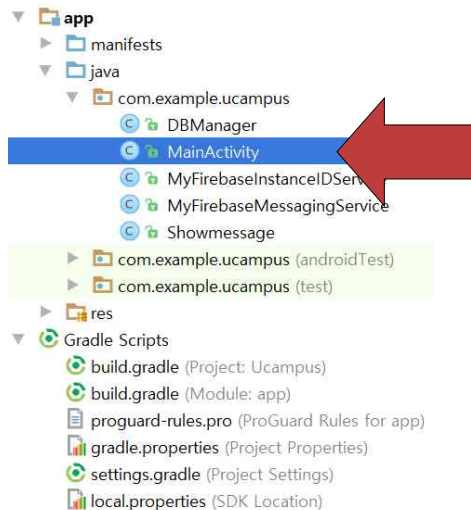 app
manifests
java
com.example.ucampus
DBManager
MainActivity
MyFirebaseInstanceIDServ
MyFirebaseMessagingService
Showmessage
com.example.ucampus (androidTest)
com.example.ucampus (test)
res
Gradle Scripts
build.gradle (Project: Ucampus)
build.gradle (Module: app)
proguard-rules.pro (ProGuard Rules for app)
gradle.properties (Project Properties)
settings.gradle (Project Settings)
local.properties (SDK Location)